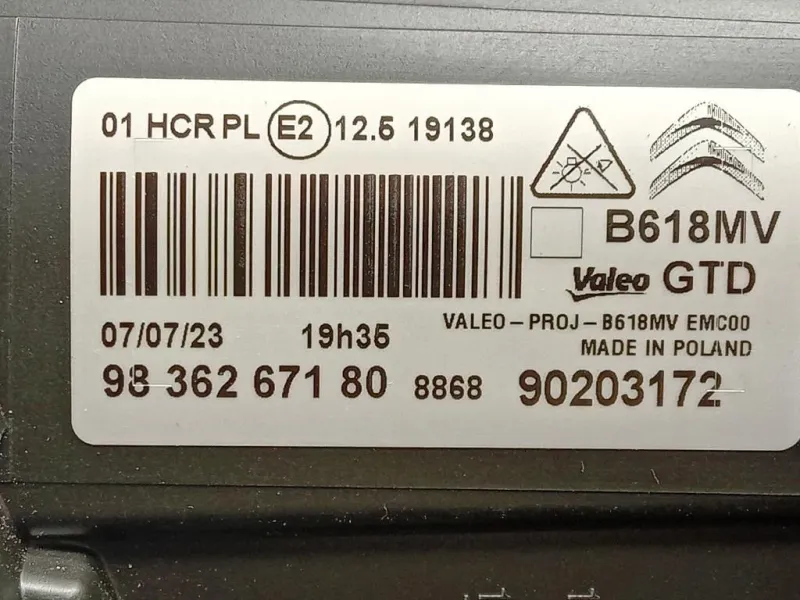 01 HCR PL E2 12.5 19138
B618MV
Valeo GTD
07/07/23 19h35
VALEO-PROJ-B618MV EMC00
MADE IN POLAND
98 362 671 80 8868 90203172